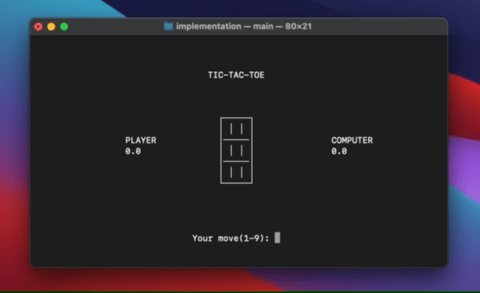 implementation — main — 80×21
TIC-TAC-TOE
PLAYER
0.0
COMPUTER
0.0
Your move(1-9):